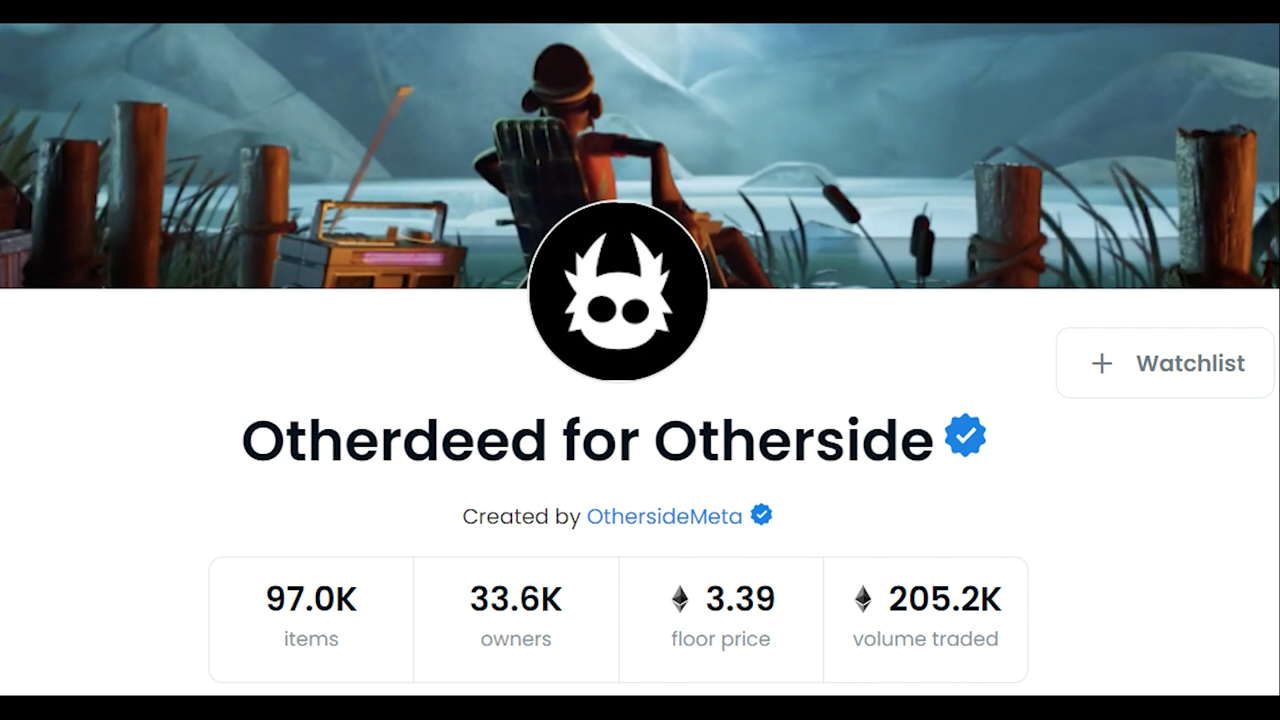 + Watchlist
Otherdeed for Otherside
Created by OthersideMeta
97.0K 33.6K 3.39 205.2K
items owners floor price volume traded